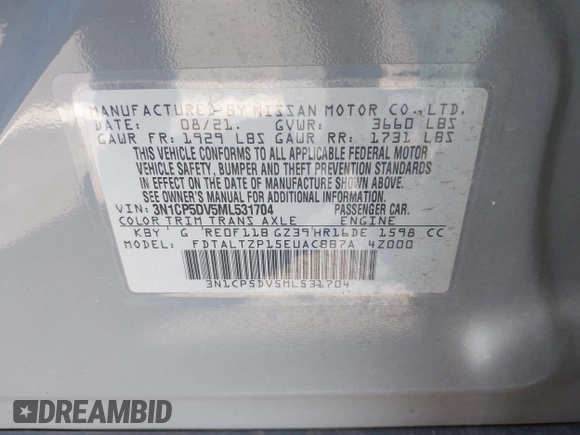 MANUFACTURED BY NISSAN MOTOR CO.,LTD.
DATE: 08/21. GVWR: 3660 LBS
GAWR FR: 1929 LBS GAWR RR: 1731 LBS
THIS VEHICLE CONFORMS TO ALL APPLICABLE FEDERAL MOTOR
VEHICLE SAFETY, BUMPER AND THEFT PREVENTION STANDARDS
IN EFFECT ON THE DATE OF MANUFACTURE SHOWN ABOVE.
SEE OWNER'S MANUAL FOR ADDITIONAL INFORMATION.
VIN: 3N1CP5DV5ML531704 PASSENGER CAR.
COLOR TRIM TRANS AXLE ENGINE
KBY G RE0F11B GZ39 HR16DE 1598 CC
MODEL: FDTALTZP15EUAC8B7A 4Z000
3N1CP5DV5ML531704
DREAMBID